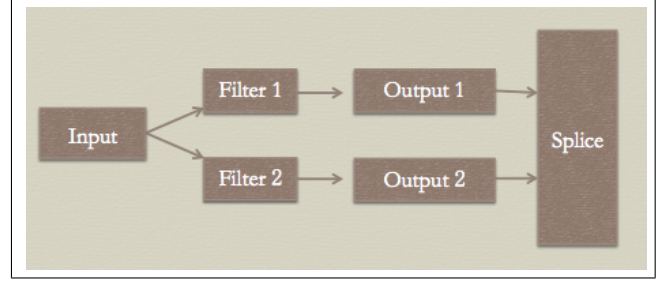 Input
Filter 1
Output 1
Filter 2
Output 2
Splice